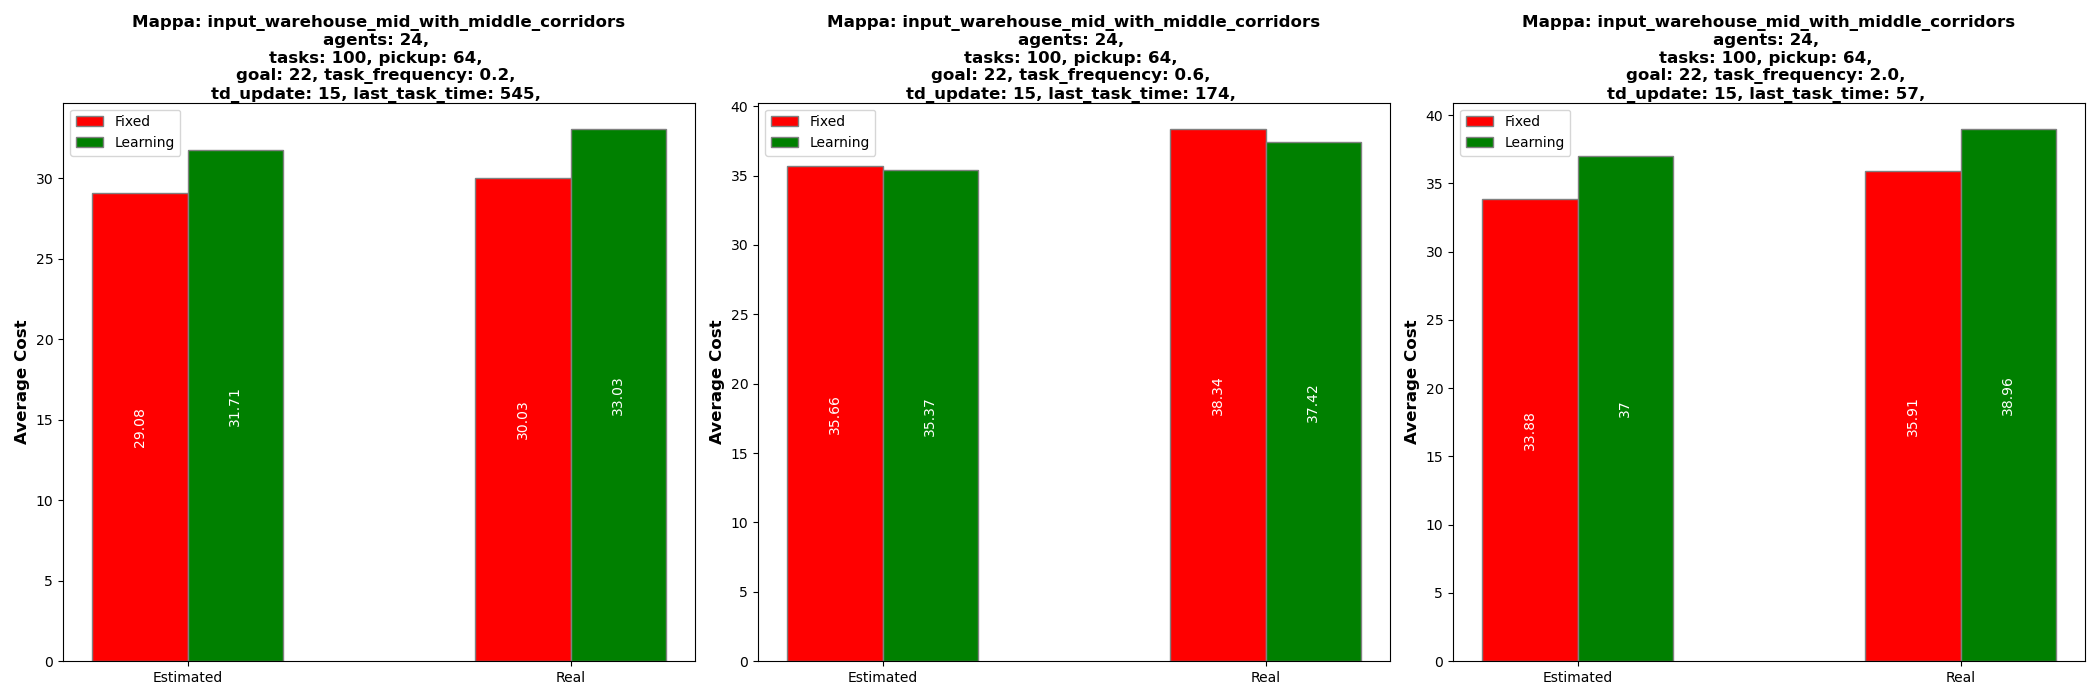 Mappa: input_warehouse_mid_with_middle_corridors
agents: 24,
tasks: 100, pickup: 64,
goal: 22, task_frequency: 0.2,
td_update: 15, last_task_time: 545,
Fixed
Learning
Average Cost
30
25
20
15
10
5
0
29.08
31.71
30.03
33.03
Estimated
Real
Mappa: input_warehouse_mid_with_middle_corridors
agents: 24,
tasks: 100, pickup: 64,
goal: 22, task_frequency: 0.6,
td_update: 15, last_task_time: 174,
Fixed
Learning
Average Cost
40
35
30
25
20
15
10
5
0
35.66
35.37
38.34
37.42
Estimated
Real
Mappa: input_warehouse_mid_with_middle_corridors
agents: 24,
tasks: 100, pickup: 64,
goal: 22, task_frequency: 2.0,
td_update: 15, last_task_time: 57,
Fixed
Learning
Average Cost
40
35
30
25
20
15
10
5
0
33.88
37
35.91
38.96
Estimated
Real